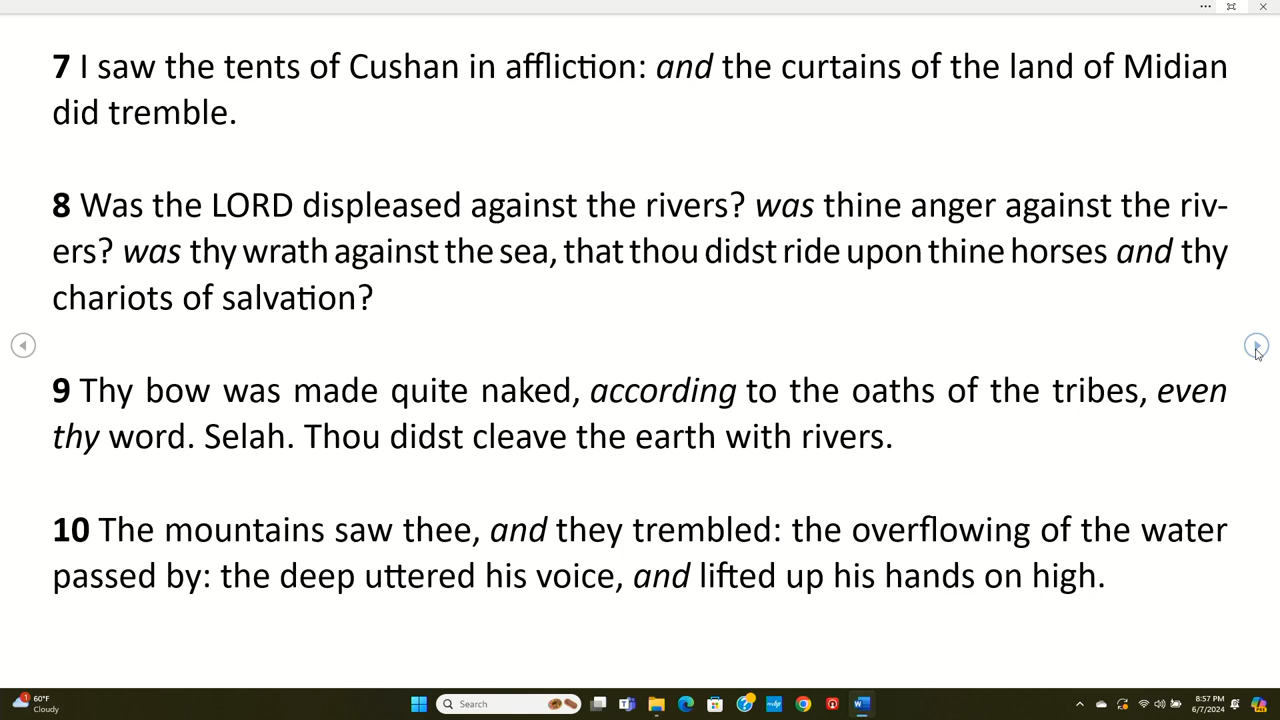 7 I saw the tents of Cushan in affliction: and the curtains of the land of Midian
did tremble.
8 Was the LORD displeased against the rivers? was thine anger against the riv-
ers? was thy wrath against the sea, that thou didst ride upon thine horses and thy
chariots of salvation?
9 Thy bow was made quite naked, according to the oaths of the tribes, even
thy word. Selah. Thou didst cleave the earth with rivers.
10 The mountains saw thee, and they trembled: the overflowing of the water
passed by: the deep uttered his voice, and lifted up his hands on high.
1
60°F
Cloudy
Search
8:57 PM
6/7/2024